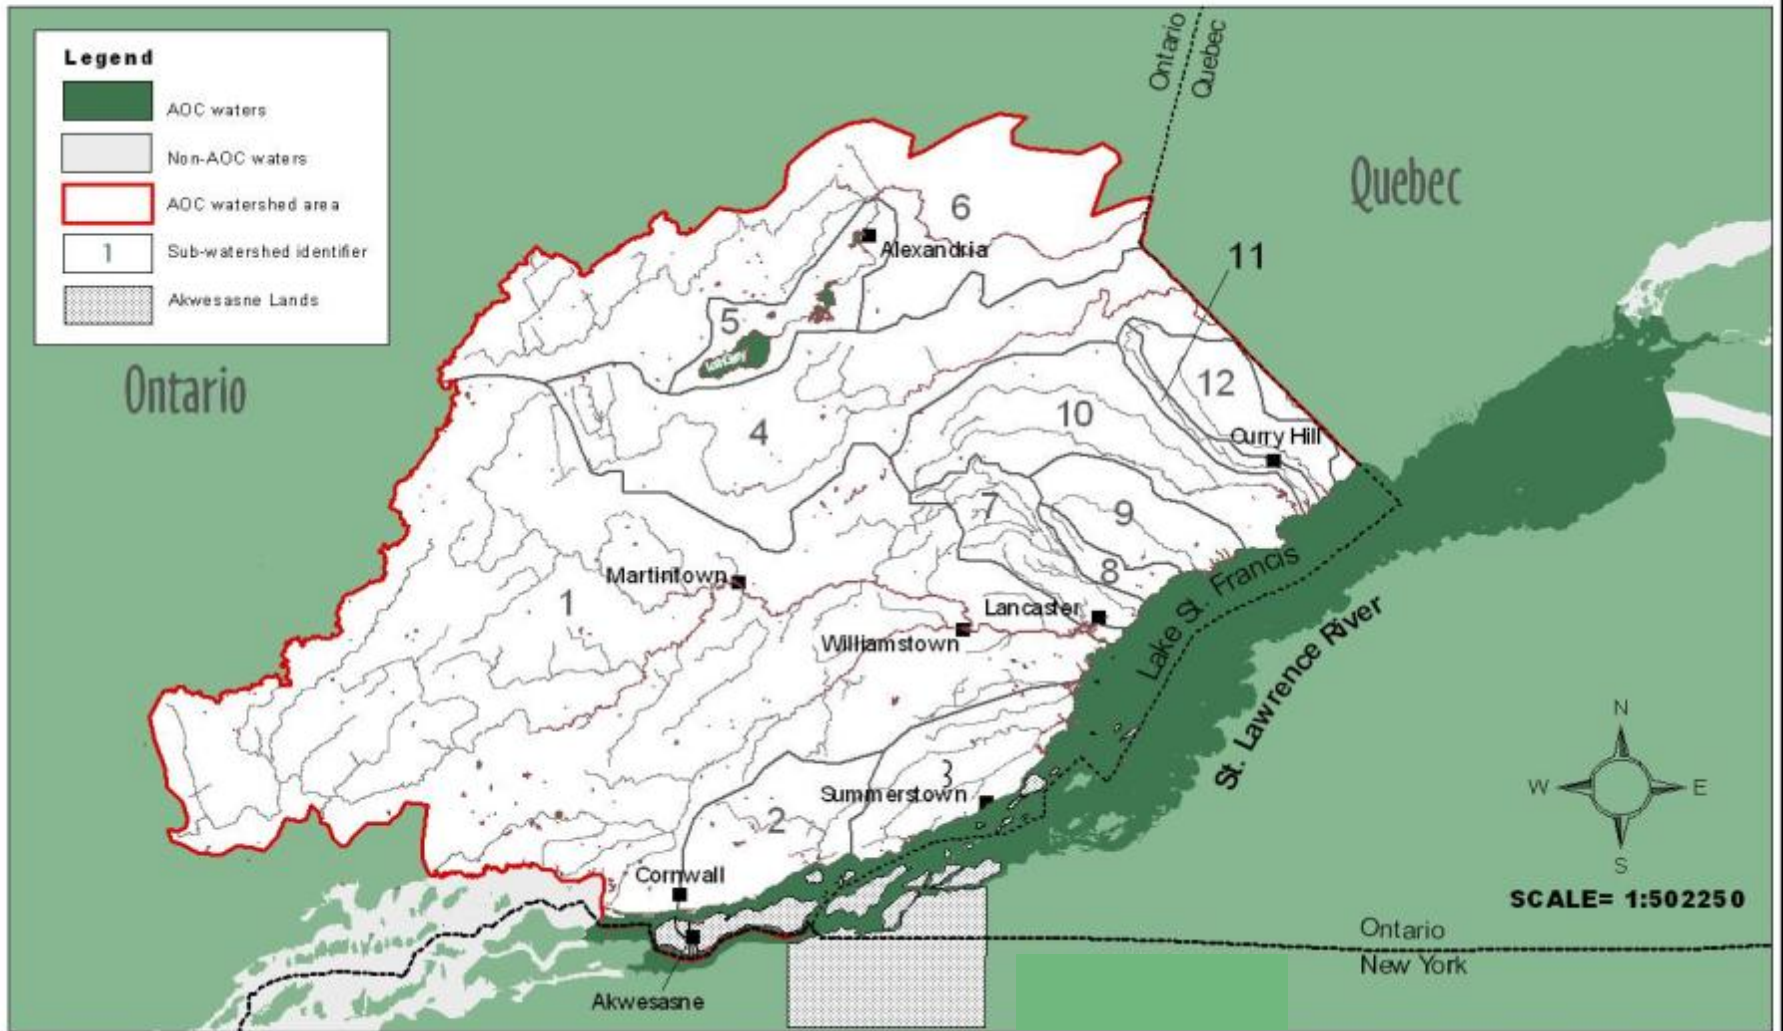 Legend
AOC waters
Non-AOC waters
AOC watershed area
1
Sub-watershed identifier
Akwesasne Lands
Ontario
Quebec
Quebec
Ontario
6
Alexandria
11
5
12
10
4
Curry Hill
7
9
8
Martintown
1
Lancaster
Williamstown
Lake St. Francis
St. Lawrence River
3
Summerstown
2
Cornwall
Akwesasne
N
W
E
S
SCALE= 1:502250
Ontario
New York